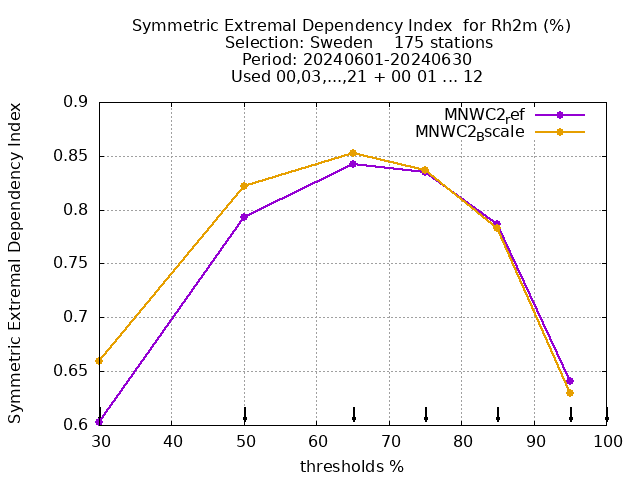 Symmetric Extremal Dependency Index for Rh2m (%)
Selection: Sweden 175 stations
Period: 20240601-20240630
Used 00,03,...,21 + 00 01 ... 12
Symmetric Extremal Dependency Index
MNWC2_ref
MNWC2_Bscale
0.9
0.85
0.8
0.75
0.7
0.65
0.6
30 40 50 60 70 80 90 100
thresholds %